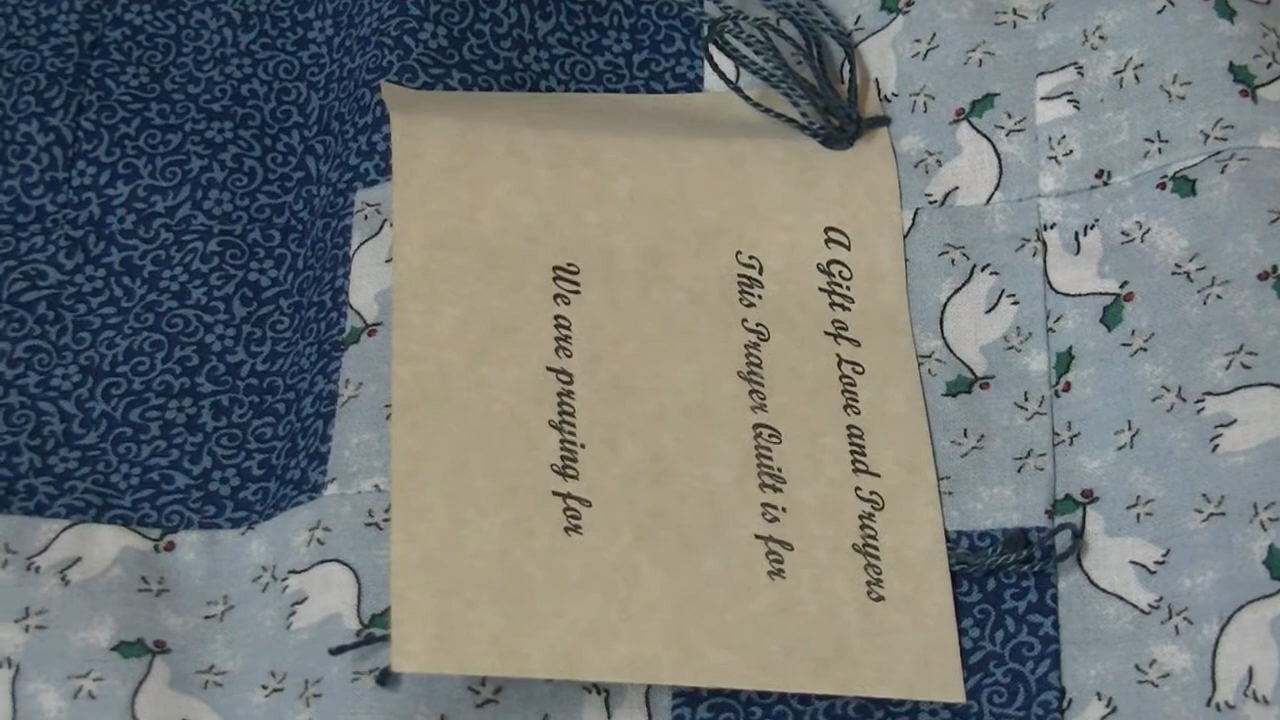 A Gift of Love and Prayers
This Prayer Quilt is for
We are praying for